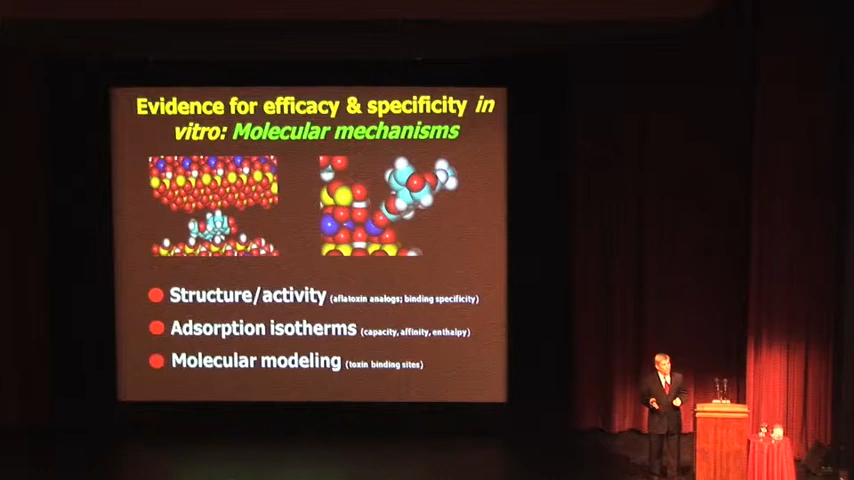 Evidence for efficacy & specificity in
vitro: Molecular mechanisms
Structure/activity (aflatoxin analogs; binding specificity)
Adsorption isotherms (capacity, affinity, enthalpy)
Molecular modeling (toxin binding sites)